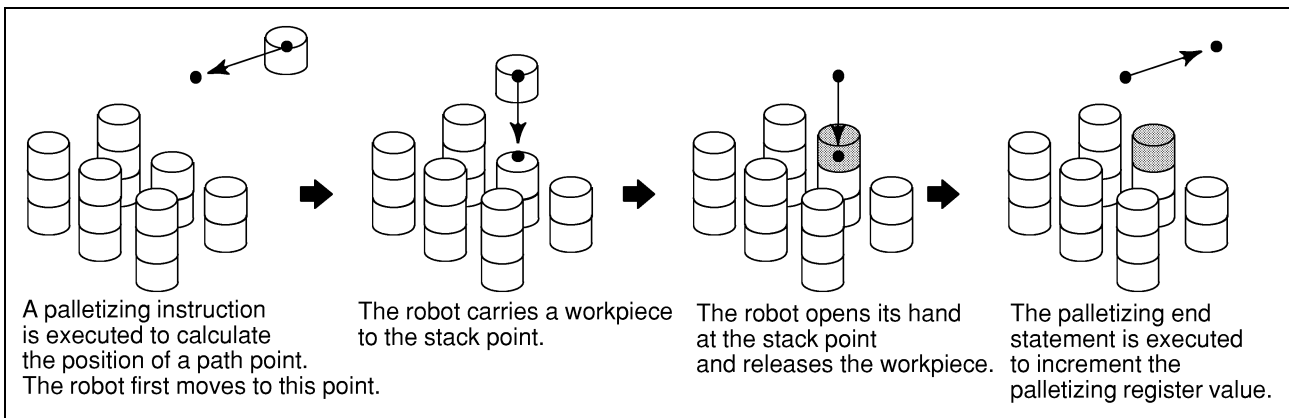 A palletizing instruction
is executed to calculate
the position of a path point.
The robot first moves to this point.
The robot carries a workpiece
to the stack point.
The robot opens its hand
at the stack point
and releases the workpiece.
The palletizing end
statement is executed
to increment the
palletizing register value.